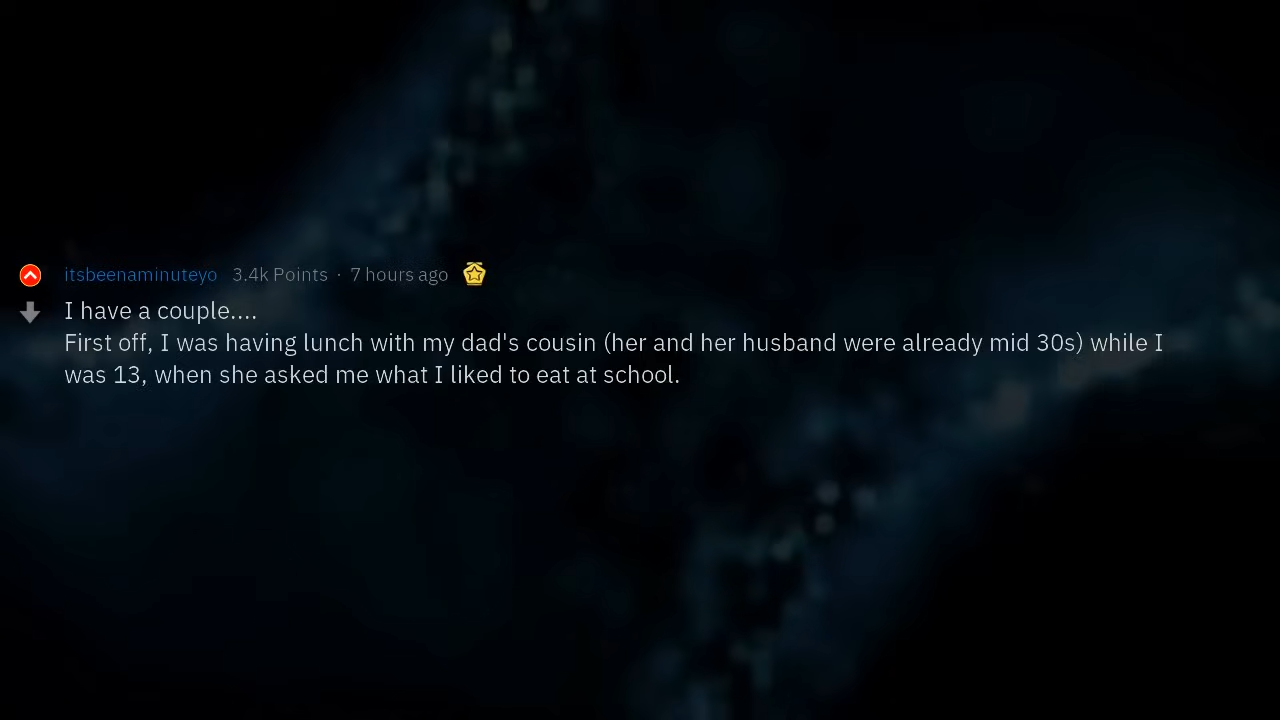 itsbeenaminuteyo 3.4k Points · 7 hours ago
I have a couple....
First off, I was having lunch with my dad's cousin (her and her husband were already mid 30s) while I
was 13, when she asked me what I liked to eat at school.